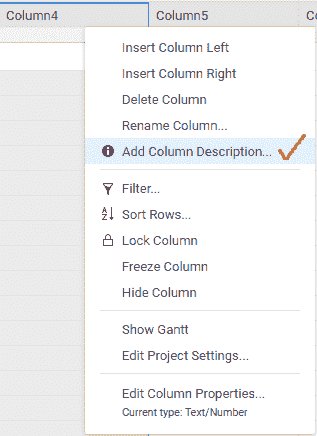 Column4 Column5 C
Insert Column Left
Insert Column Right
Delete Column
Rename Column...
Add Column Description...
Filter...
Sort Rows...
Lock Column
Freeze Column
Hide Column
Show Gantt
Edit Project Settings...
Edit Column Properties...
Current type: Text/Number